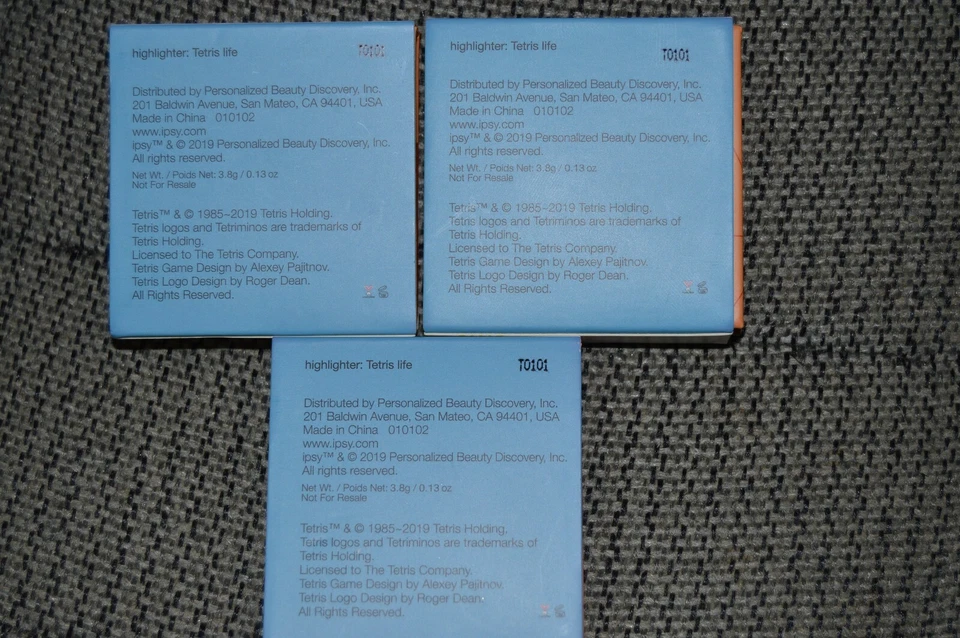 highlighter: Tetris life T0101
Distributed by Personalized Beauty Discovery, Inc.
201 Baldwin Avenue, San Mateo, CA 94401, USA
Made in China 010102
www.ipsy.com
ipsy™ & © 2019 Personalized Beauty Discovery, Inc.
All rights reserved.
Net Wt. / Poids Net: 3.8g / 0.13 oz
Not For Resale
Tetris™ & © 1985~2019 Tetris Holding.
Tetris logos and Tetriminos are trademarks of
Tetris Holding.
Licensed to The Tetris Company.
Tetris Game Design by Alexey Pajitnov.
Tetris Logo Design by Roger Dean.
All Rights Reserved.
highlighter: Tetris life T0101
Distributed by Personalized Beauty Discovery, Inc.
201 Baldwin Avenue, San Mateo, CA 94401, USA
Made in China 010102
www.ipsy.com
ipsy™ & © 2019 Personalized Beauty Discovery, Inc.
All rights reserved.
Net Wt. / Poids Net: 3.8g / 0.13 oz
Not For Resale
Tetris™ & © 1985~2019 Tetris Holding.
Tetris logos and Tetriminos are trademarks of
Tetris Holding.
Licensed to The Tetris Company.
Tetris Game Design by Alexey Pajitnov.
Tetris Logo Design by Roger Dean.
All Rights Reserved.
highlighter: Tetris life T0101
Distributed by Personalized Beauty Discovery, Inc.
201 Baldwin Avenue, San Mateo, CA 94401, USA
Made in China 010102
www.ipsy.com
ipsy™ & © 2019 Personalized Beauty Discovery, Inc.
All rights reserved.
Net Wt. / Poids Net: 3.8g / 0.13 oz
Not For Resale
Tetris™ & © 1985~2019 Tetris Holding.
Tetris logos and Tetriminos are trademarks of
Tetris Holding.
Licensed to The Tetris Company.
Tetris Game Design by Alexey Pajitnov.
Tetris Logo Design by Roger Dean.
All Rights Reserved.